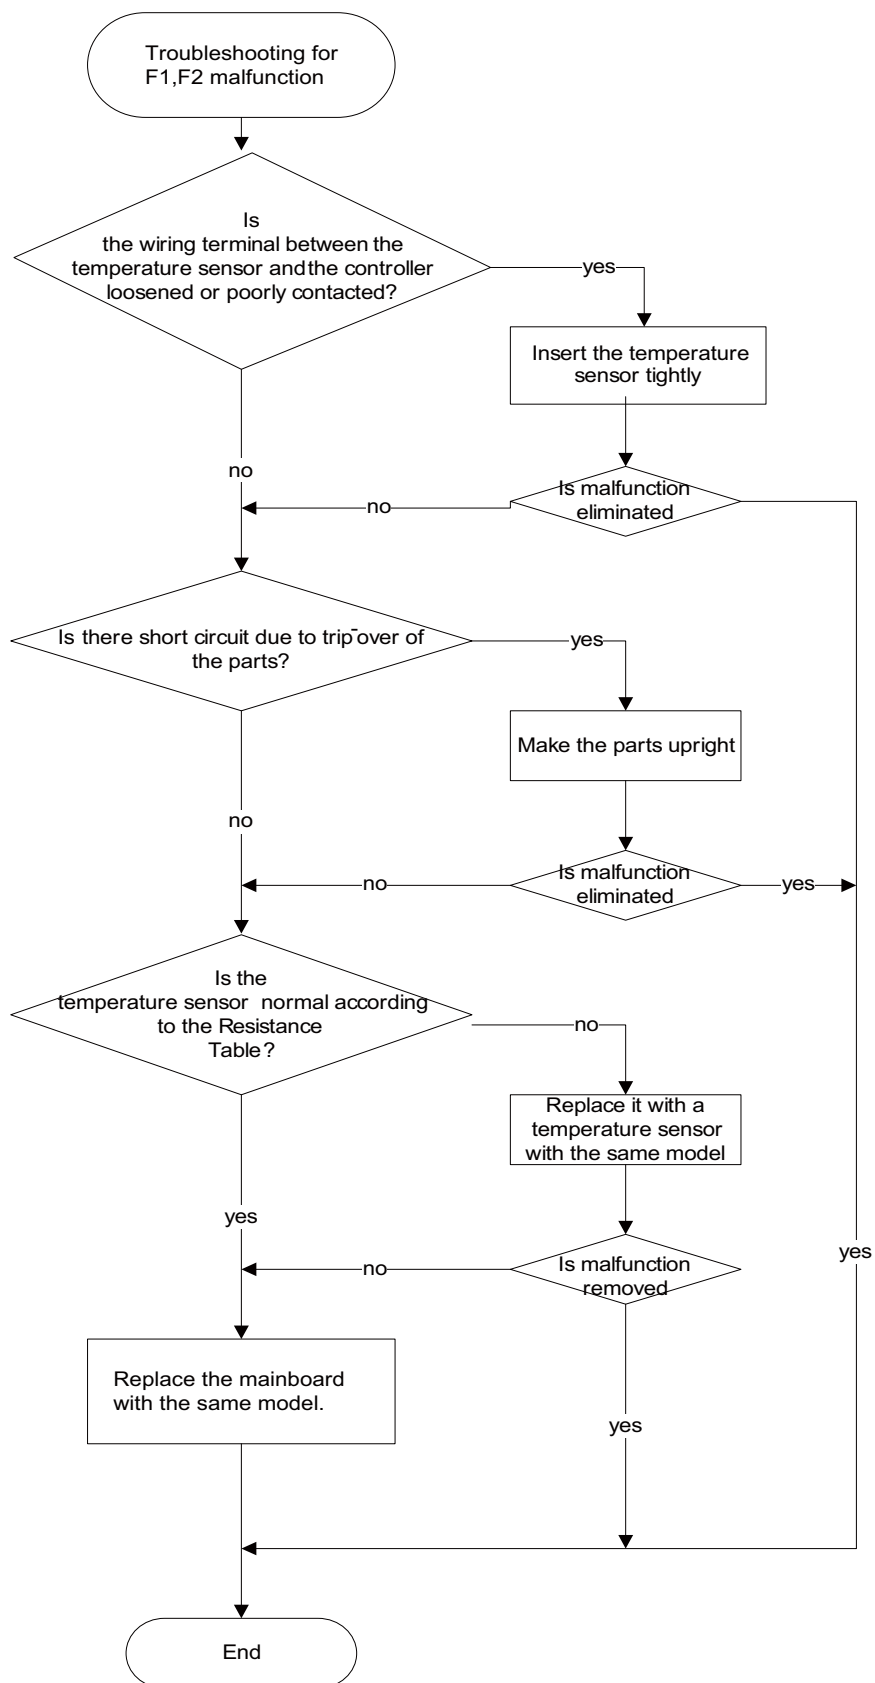 Troubleshooting for
F1,F2 malfunction
Is
the wiring terminal between the
temperature sensor and the controller
loosened or poorly contacted?
yes
Insert the temperature
sensor tightly
no
Is malfunction
eliminated
no
Is there short circuit due to trip-over of
the parts?
yes
Make the parts upright
no
Is malfunction
eliminated
no
yes
Is the
temperature sensor normal according
to the Resistance
Table?
no
Replace it with a
temperature sensor
with the same model
yes
Is malfunction
removed
no
yes
Replace the mainboard
with the same model.
yes
End